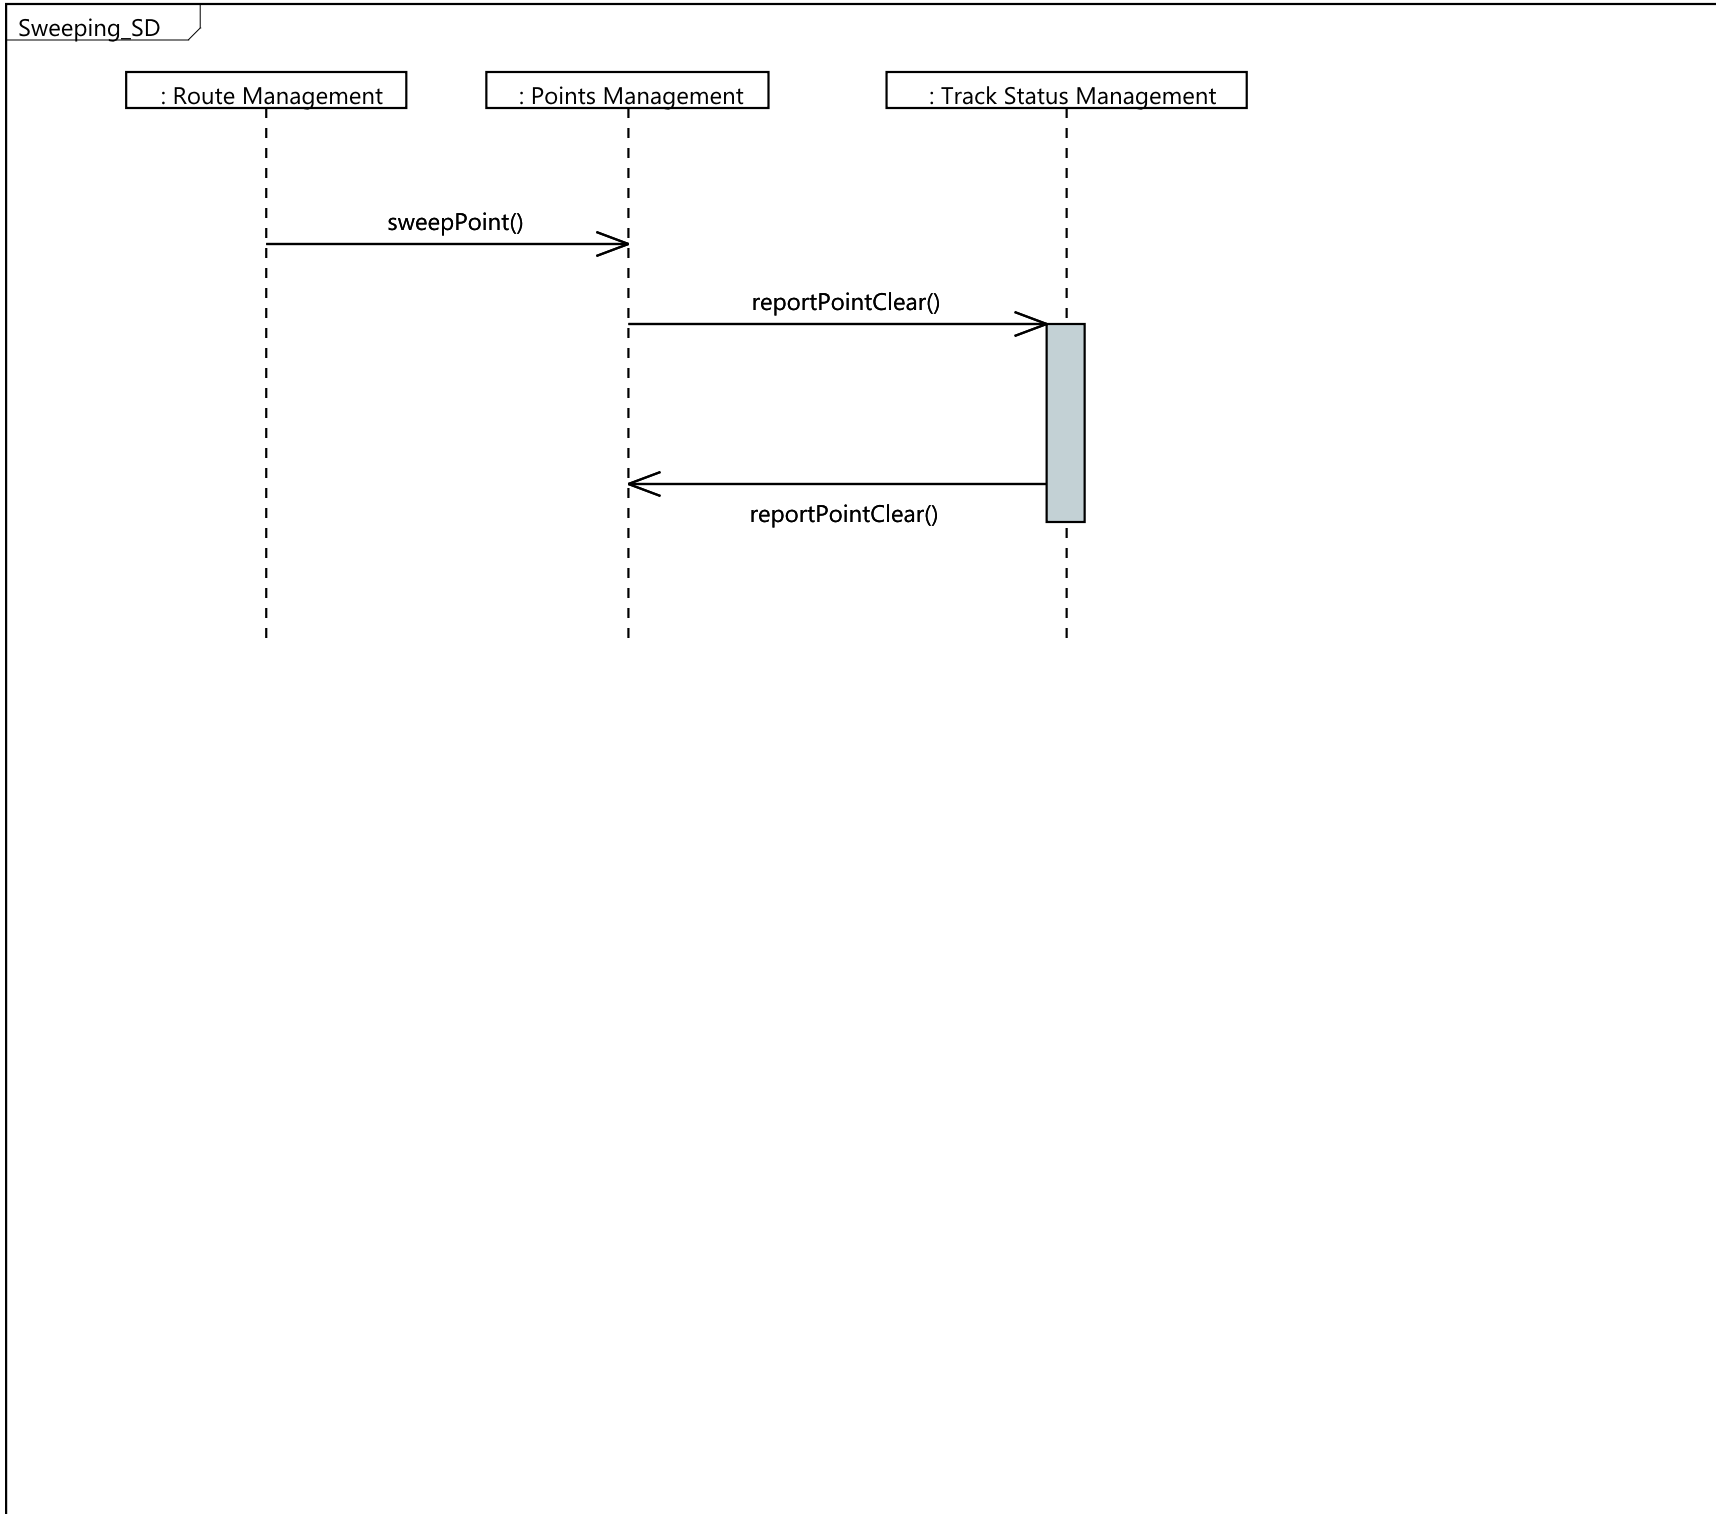 Sweeping_SD
: Route Management
: Points Management
: Track Status Management
sweepPoint()
reportPointClear()
reportPointClear()